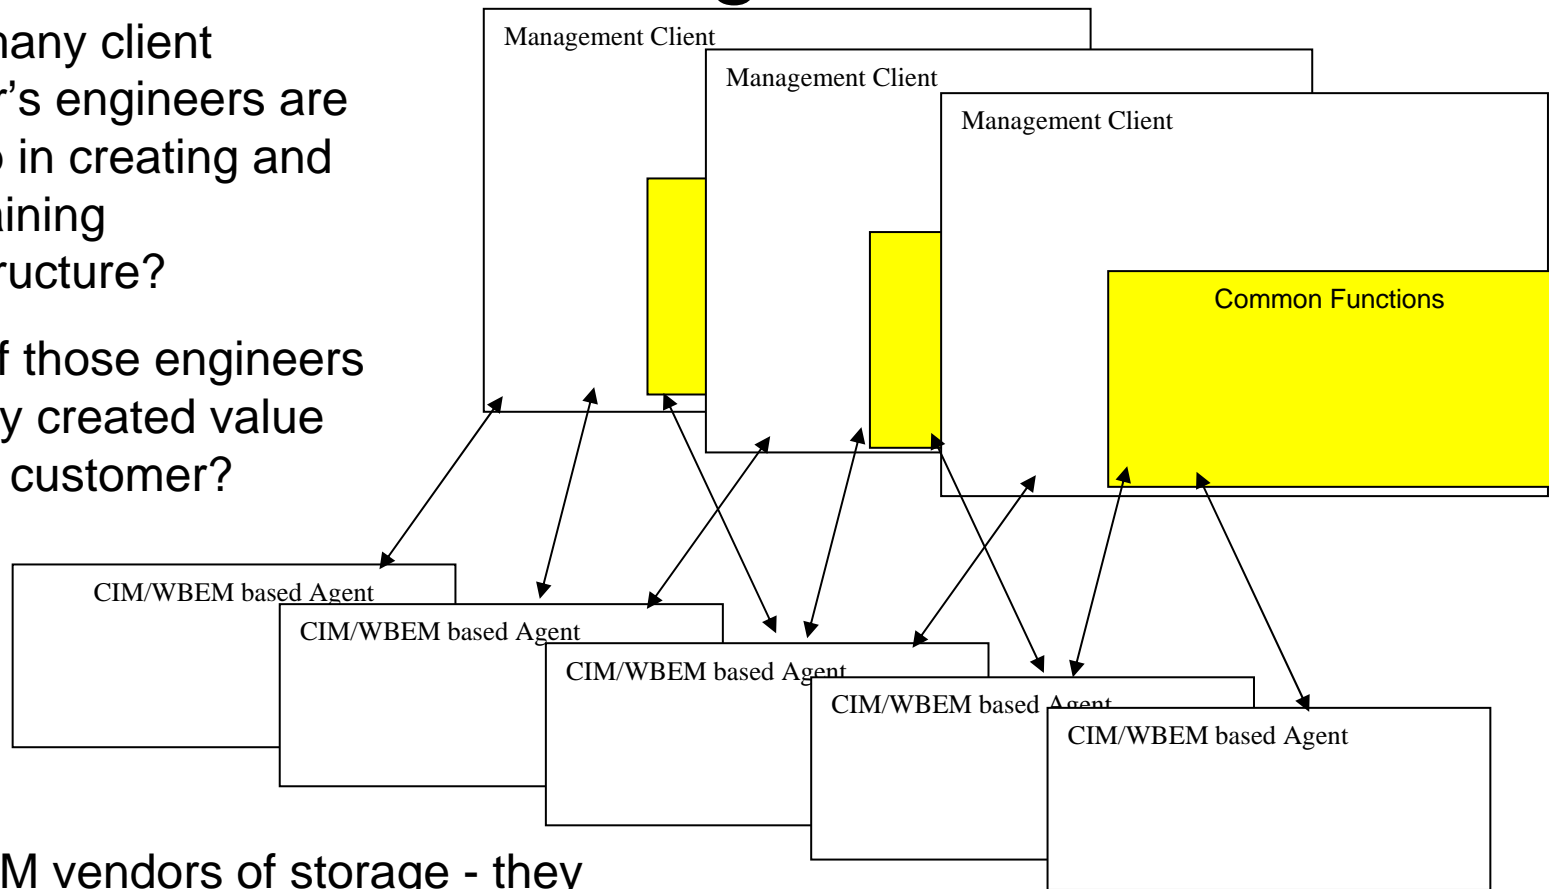 many client
r's engineers are
o in creating and
aining
ructure?
f those engineers
y created value
customer?
Management Client
Management Client
Management Client
Common Functions
CIM/WBEM based Agent
CIM/WBEM based Agent
CIM/WBEM based Agent
CIM/WBEM based Agent
CIM/WBEM based Agent
M vendors of storage - they